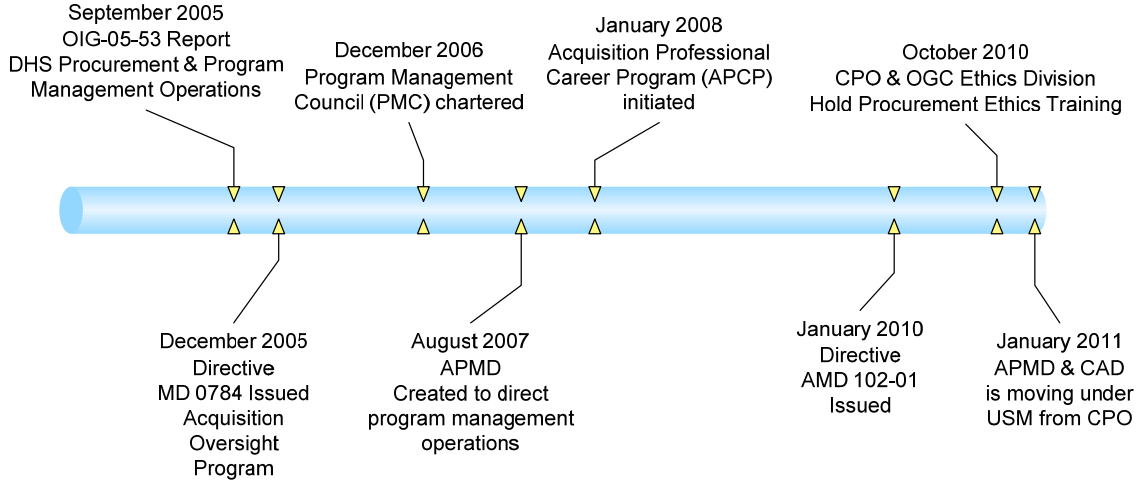 September 2005
OIG-05-53 Report
DHS Procurement & Program
Management Operations
December 2006
Program Management
Council (PMC) chartered
January 2008
Acquisition Professional
Career Program (APCP)
initiated
October 2010
CPO & OGC Ethics Division
Hold Procurement Ethics Training
December 2005
Directive
MD 0784 Issued
Acquisition
Oversight
Program
August 2007
APMD
Created to direct
program management
operations
January 2010
Directive
AMD 102-01
Issued
January 2011
APMD & CAD
is moving under
USM from CPO